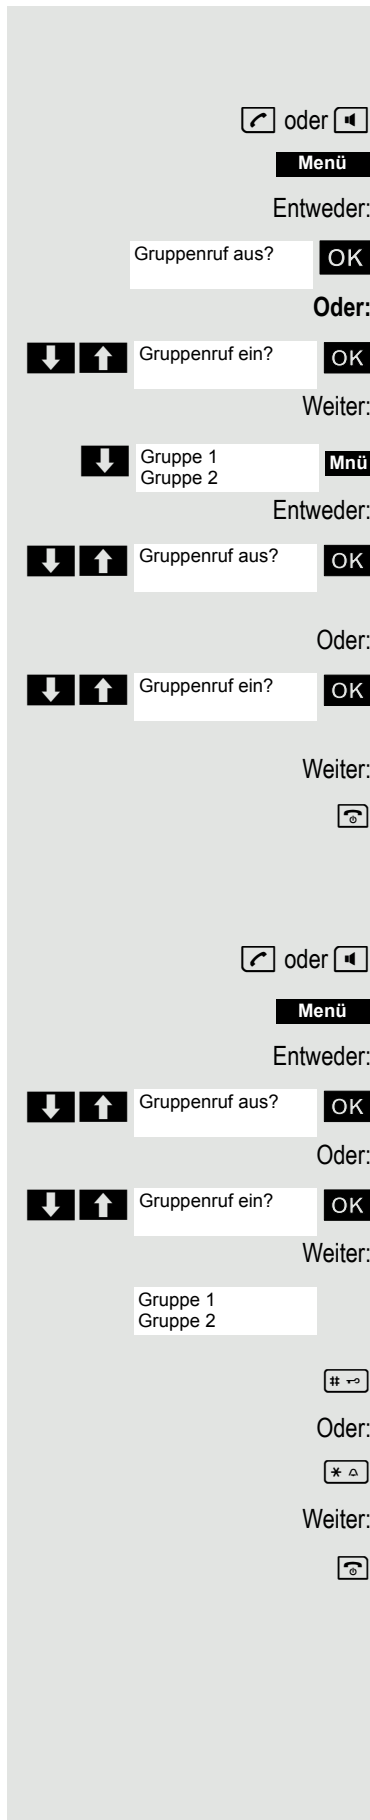 oder
Menü
Entweder:
Gruppenruf aus? OK
Oder:
Gruppenruf ein? OK
Weiter:
Gruppe 1
Gruppe 2 Mnü
Entweder:
Gruppenruf aus? OK
Oder:
Gruppenruf ein? OK
Weiter:
oder
Menü
Entweder:
Gruppenruf aus? OK
Oder:
Gruppenruf ein? OK
Weiter:
Gruppe 1
Gruppe 2
#
Oder:
*
Weiter: